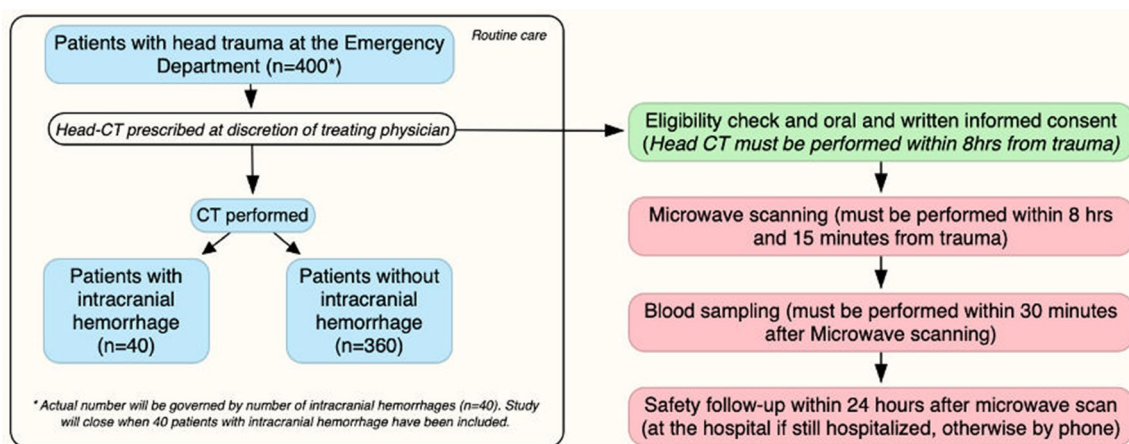 Routine care
Patients with head trauma at the Emergency
Department (n=400*)
Head-CT prescribed at discretion of treating physician
CT performed
Patients with
intracranial
hemorrhage
(n=40)
Patients without
intracranial
hemorrhage
(n=360)
* Actual number will be governed by number of intracranial hemorrhages (n=40). Study
will close when 40 patients with intracranial hemorrhage have been included.
Eligibility check and oral and written informed consent
(Head CT must be performed within 8hrs from trauma)
Microwave scanning (must be performed within 8 hrs
and 15 minutes from trauma)
Blood sampling (must be performed within 30 minutes
after Microwave scanning)
Safety follow-up within 24 hours after microwave scan
(at the hospital if still hospitalized, otherwise by phone)